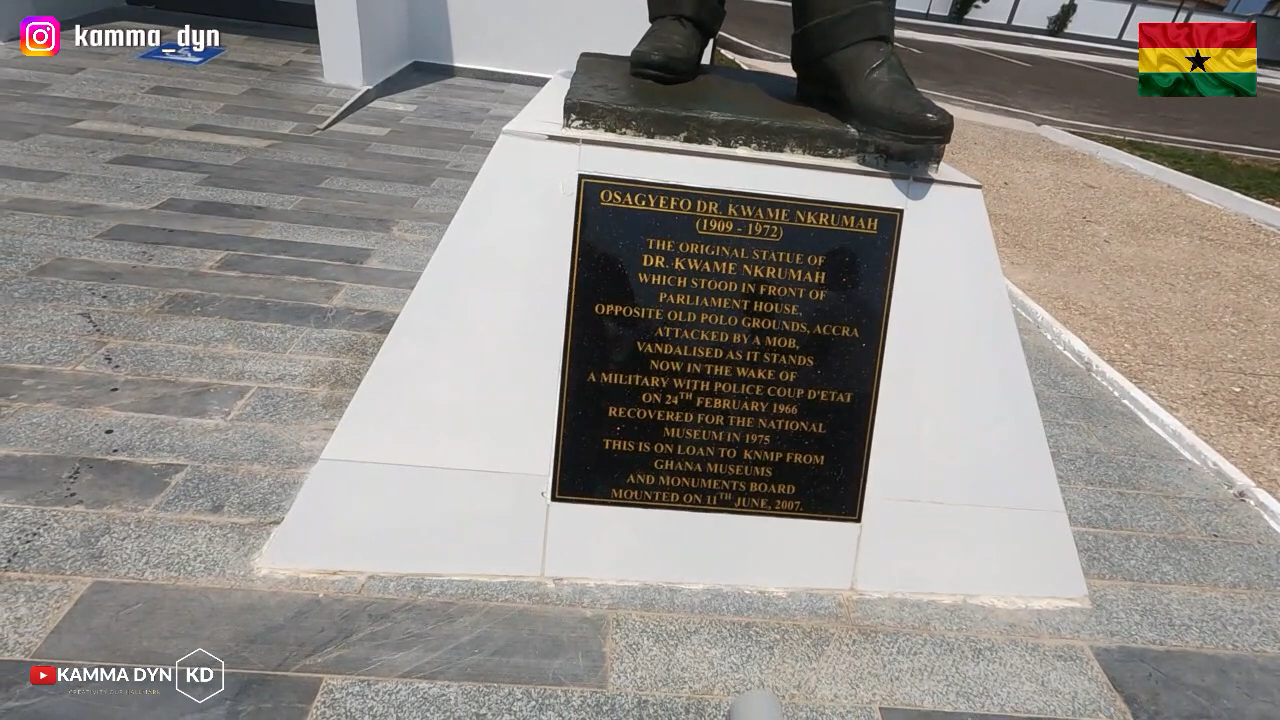 kamma_dyn
OSAGYEFO DR. KWAME NKRUMAH
(1909 - 1972)
THE ORIGINAL STATUE OF
DR. KWAME NKRUMAH
WHICH STOOD IN FRONT OF
PARLIAMENT HOUSE,
OPPOSITE OLD POLO GROUNDS, ACCRA
ATTACKED BY A MOB,
VANDALISED AS IT STANDS
NOW IN THE WAKE OF
A MILITARY WITH POLICE COUP D'ETAT
ON 24TH FEBRUARY 1966
RECOVERED FOR THE NATIONAL
MUSEUM IN 1975
THIS IS ON LOAN TO KNMP FROM
GHANA MUSEUMS
AND MONUMENTS BOARD
MOUNTED ON 11TH JUNE, 2007.
KAMMA DYN KD
CREATIVITY OUR HALLMARK